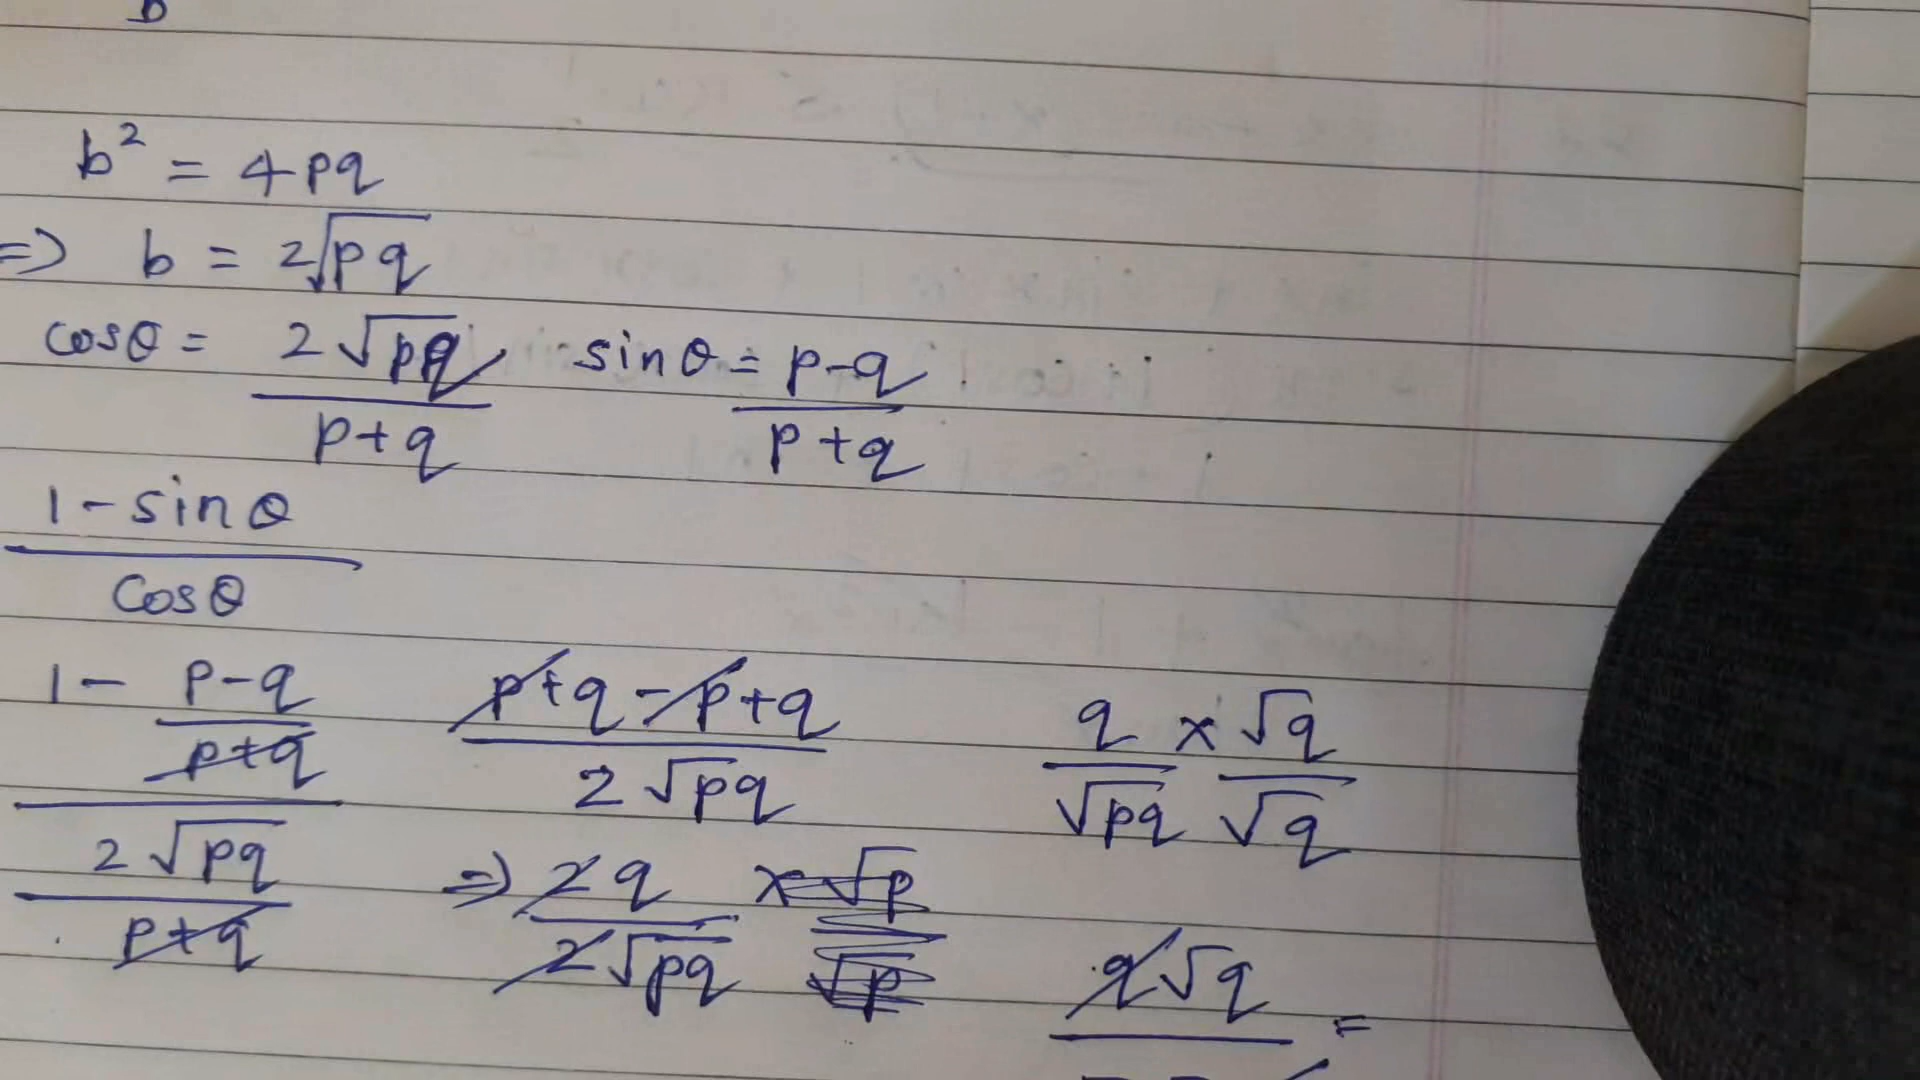 b² = 4pq
=> b = 2√pq
cosθ = 2√pq / p+q sinθ = p-q / p+q
1 - sinθ / cosθ
1 - p-q / p+q / 2√pq / p+q
p+q - p+q / 2√pq
=> 2q / 2√pq × √p / √p
q / √pq × √q / √q
q√q =